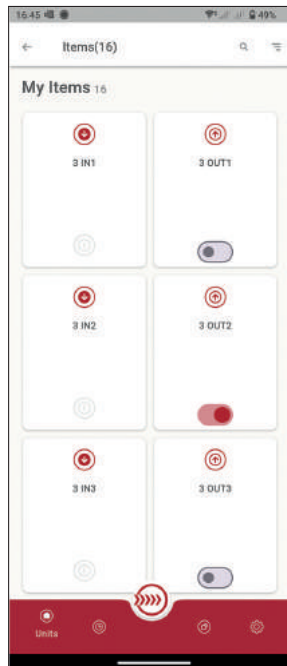 16:45 49%
Items(16)
My Items 16
3 IN1 3 OUT1
3 IN2 3 OUT2
3 IN3 3 OUT3
Units